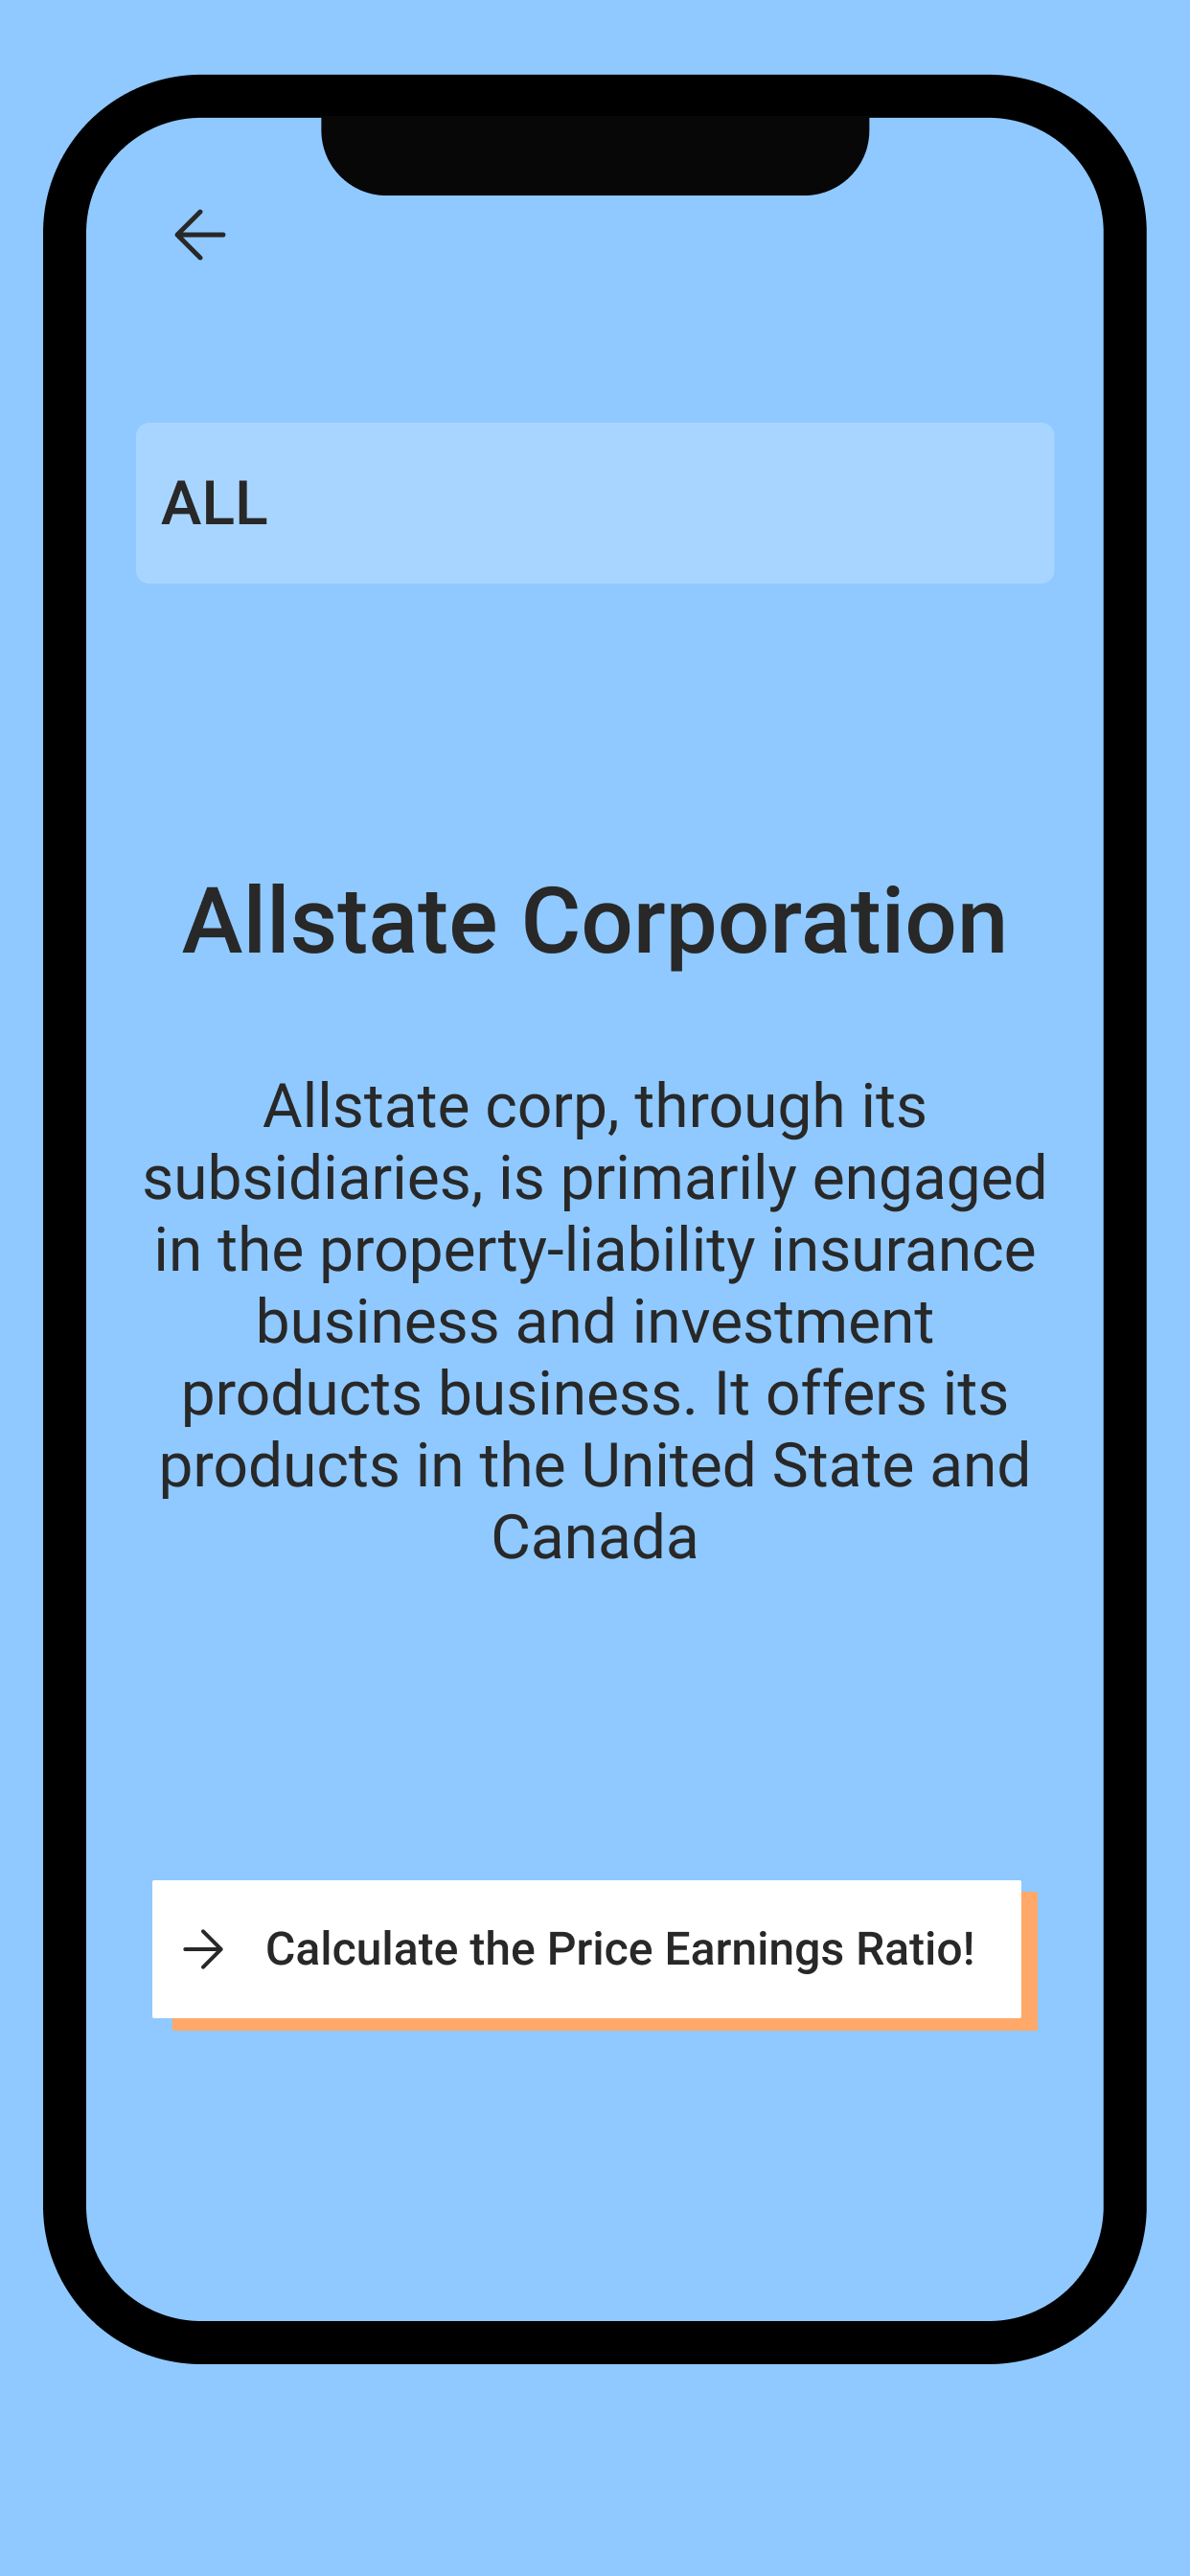 ALL
Allstate Corporation
Allstate corp, through its
subsidiaries, is primarily engaged
in the property-liability insurance
business and investment
products business. It offers its
products in the United State and
Canada
Calculate the Price Earnings Ratio!